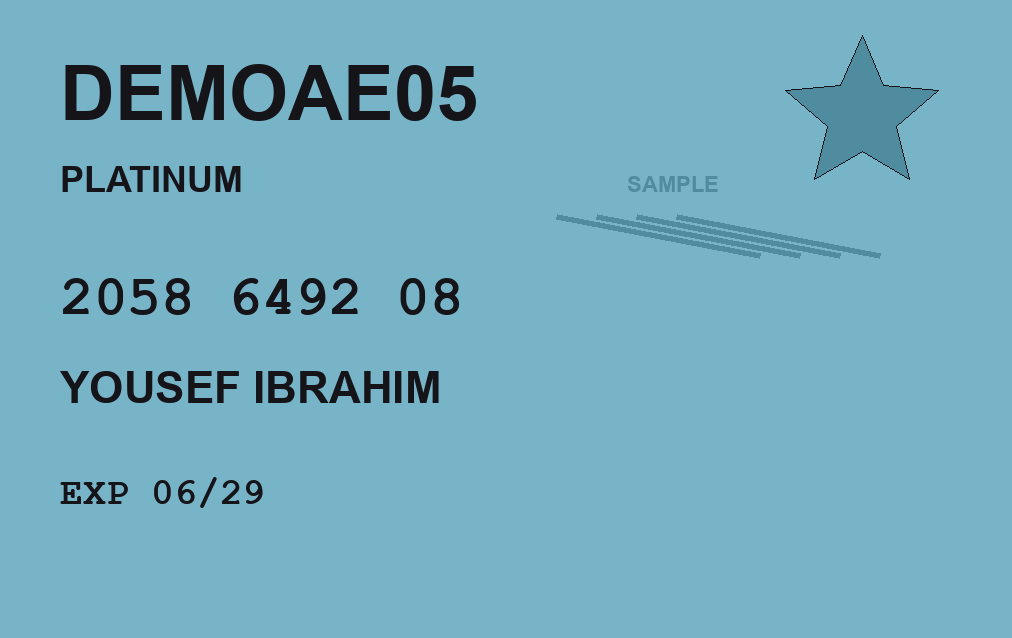 DEMOAE05
PLATINUM
SAMPLE
2058 6492 08
YOUSEF IBRAHIM
EXP 06/29